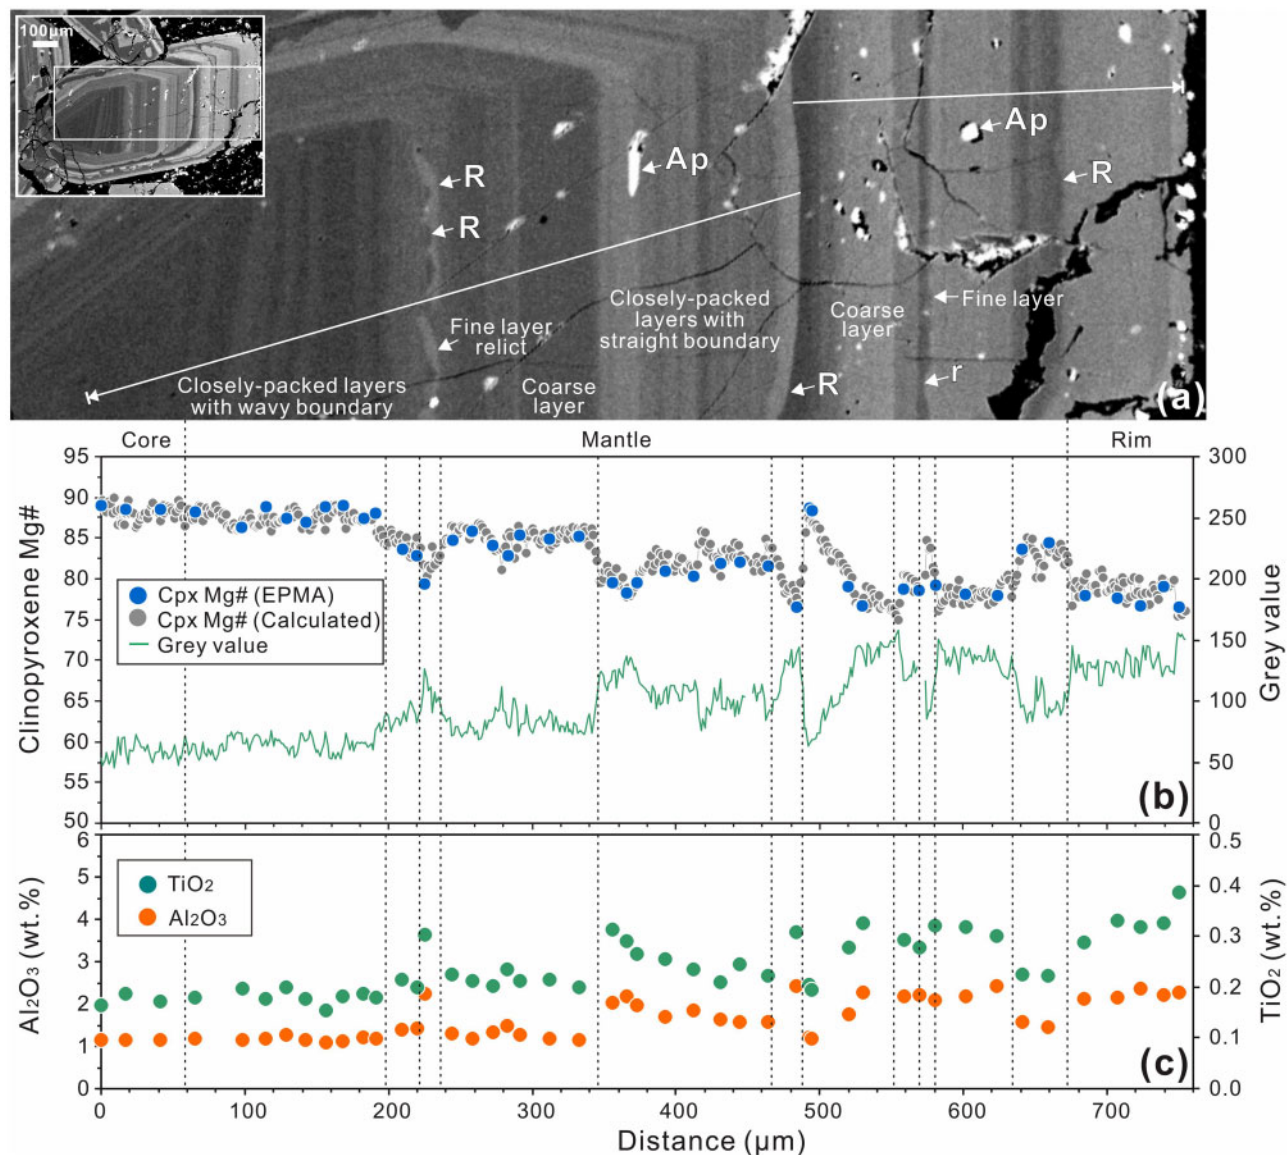 100μm
Ap
Ap
R
R
R
Closely-packed
layers with
straight boundary
Coarse
layer
Fine layer
Fine layer
relict
R
r
Closely-packed layers
with wavy boundary
Coarse
layer
(a)
Core
Mantle
Rim
95
90
85
80
75
70
65
60
55
50
Clinopyroxene Mg#
Cpx Mg# (EPMA)
Cpx Mg# (Calculated)
Grey value
300
250
200
150
100
50
0
Grey value
(b)
6
5
4
3
2
1
0
Al₂O₃ (wt.%)
TiO₂
Al₂O₃
0.5
0.4
0.3
0.2
0.1
0.0
TiO₂ (wt.%)
(c)
0
100
200
300
400
500
600
700
Distance (μm)